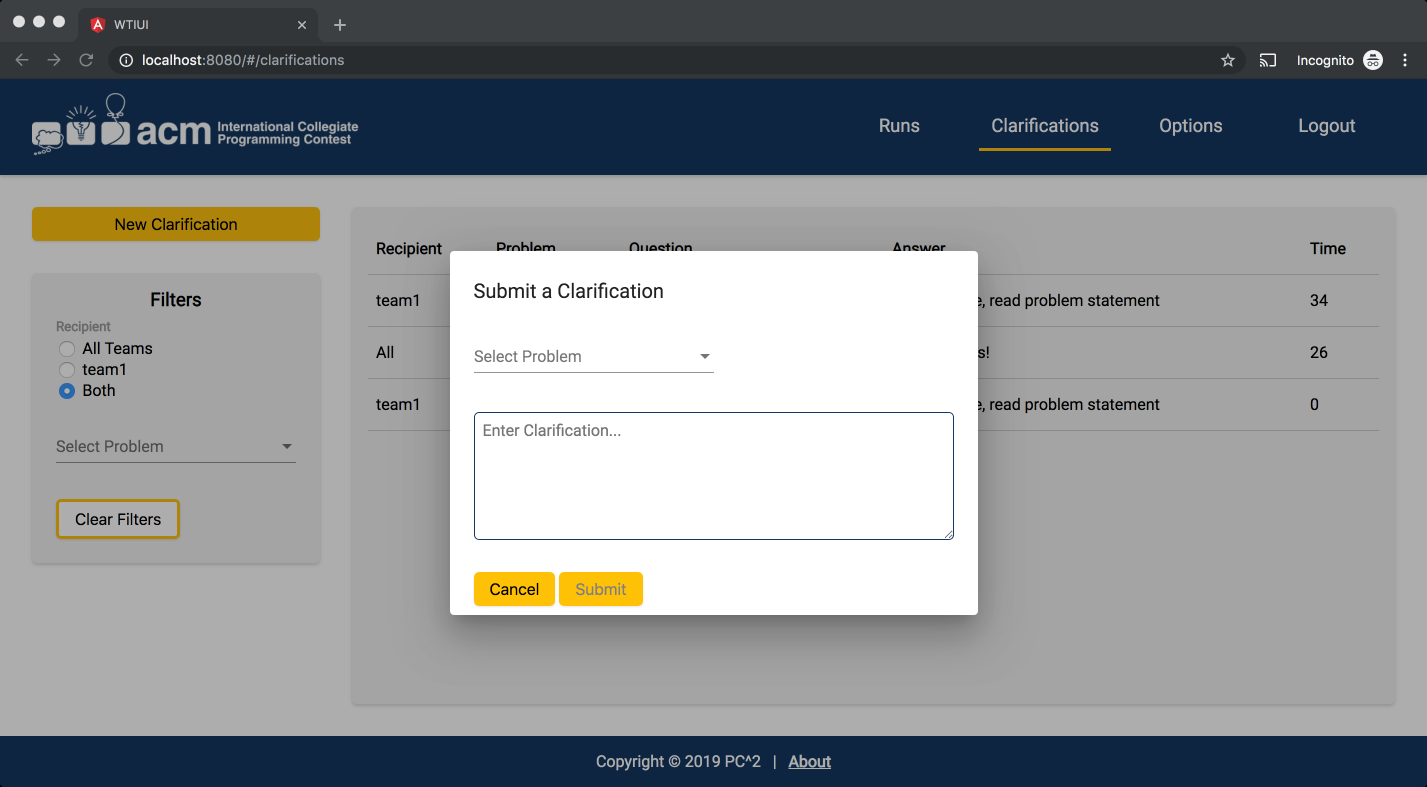 WTIUI
localhost:8080/#/clarifications
Incognito
acm International Collegiate
Programming Contest
Runs Clarifications Options Logout
New Clarification
Filters
Recipient
All Teams
team1
Both
Select Problem
Clear Filters
Recipient Problem Question Answer Time
team1 , read problem statement 34
All s! 26
team1 , read problem statement 0
Submit a Clarification
Select Problem
Enter Clarification...
Cancel Submit
Copyright © 2019 PC^2 | About